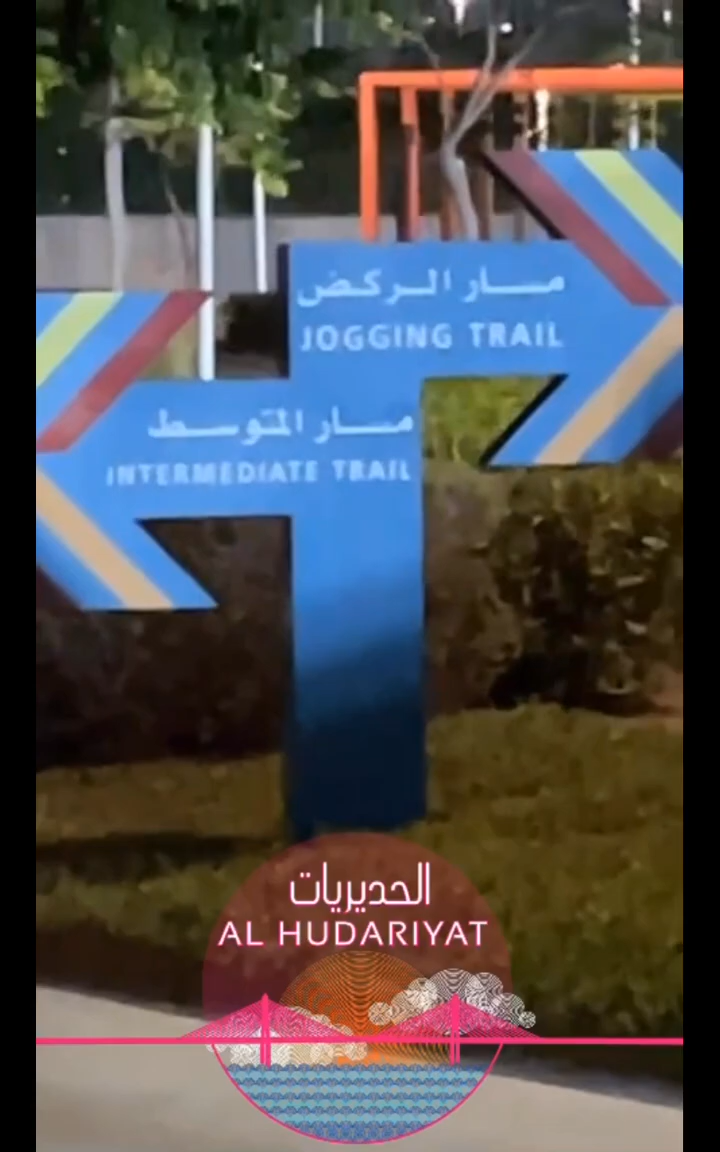 مسار الركض
JOGGING TRAIL
مسار المتوسط
INTERMEDIATE TRAIL
الحديريات
AL HUDARIYAT